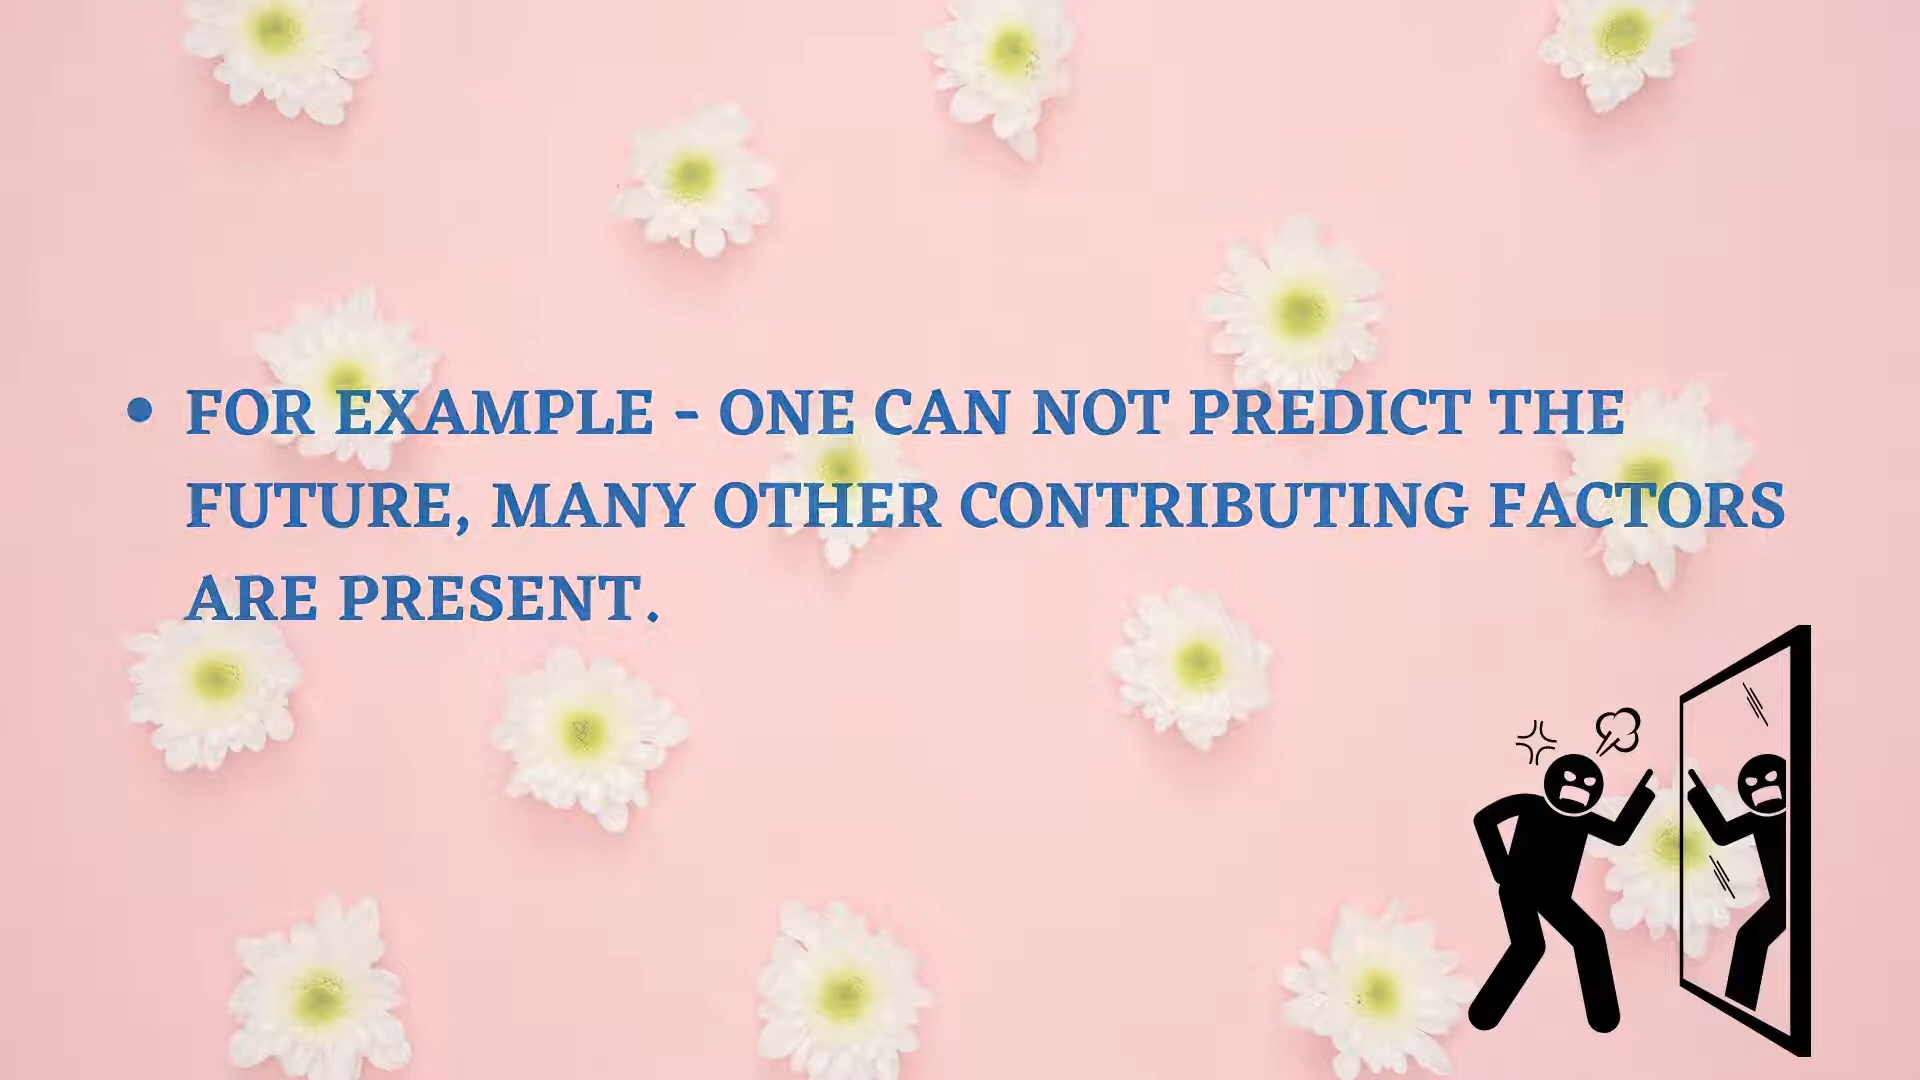 • FOR EXAMPLE - ONE CAN NOT PREDICT THE
FUTURE, MANY OTHER CONTRIBUTING FACTORS
ARE PRESENT.